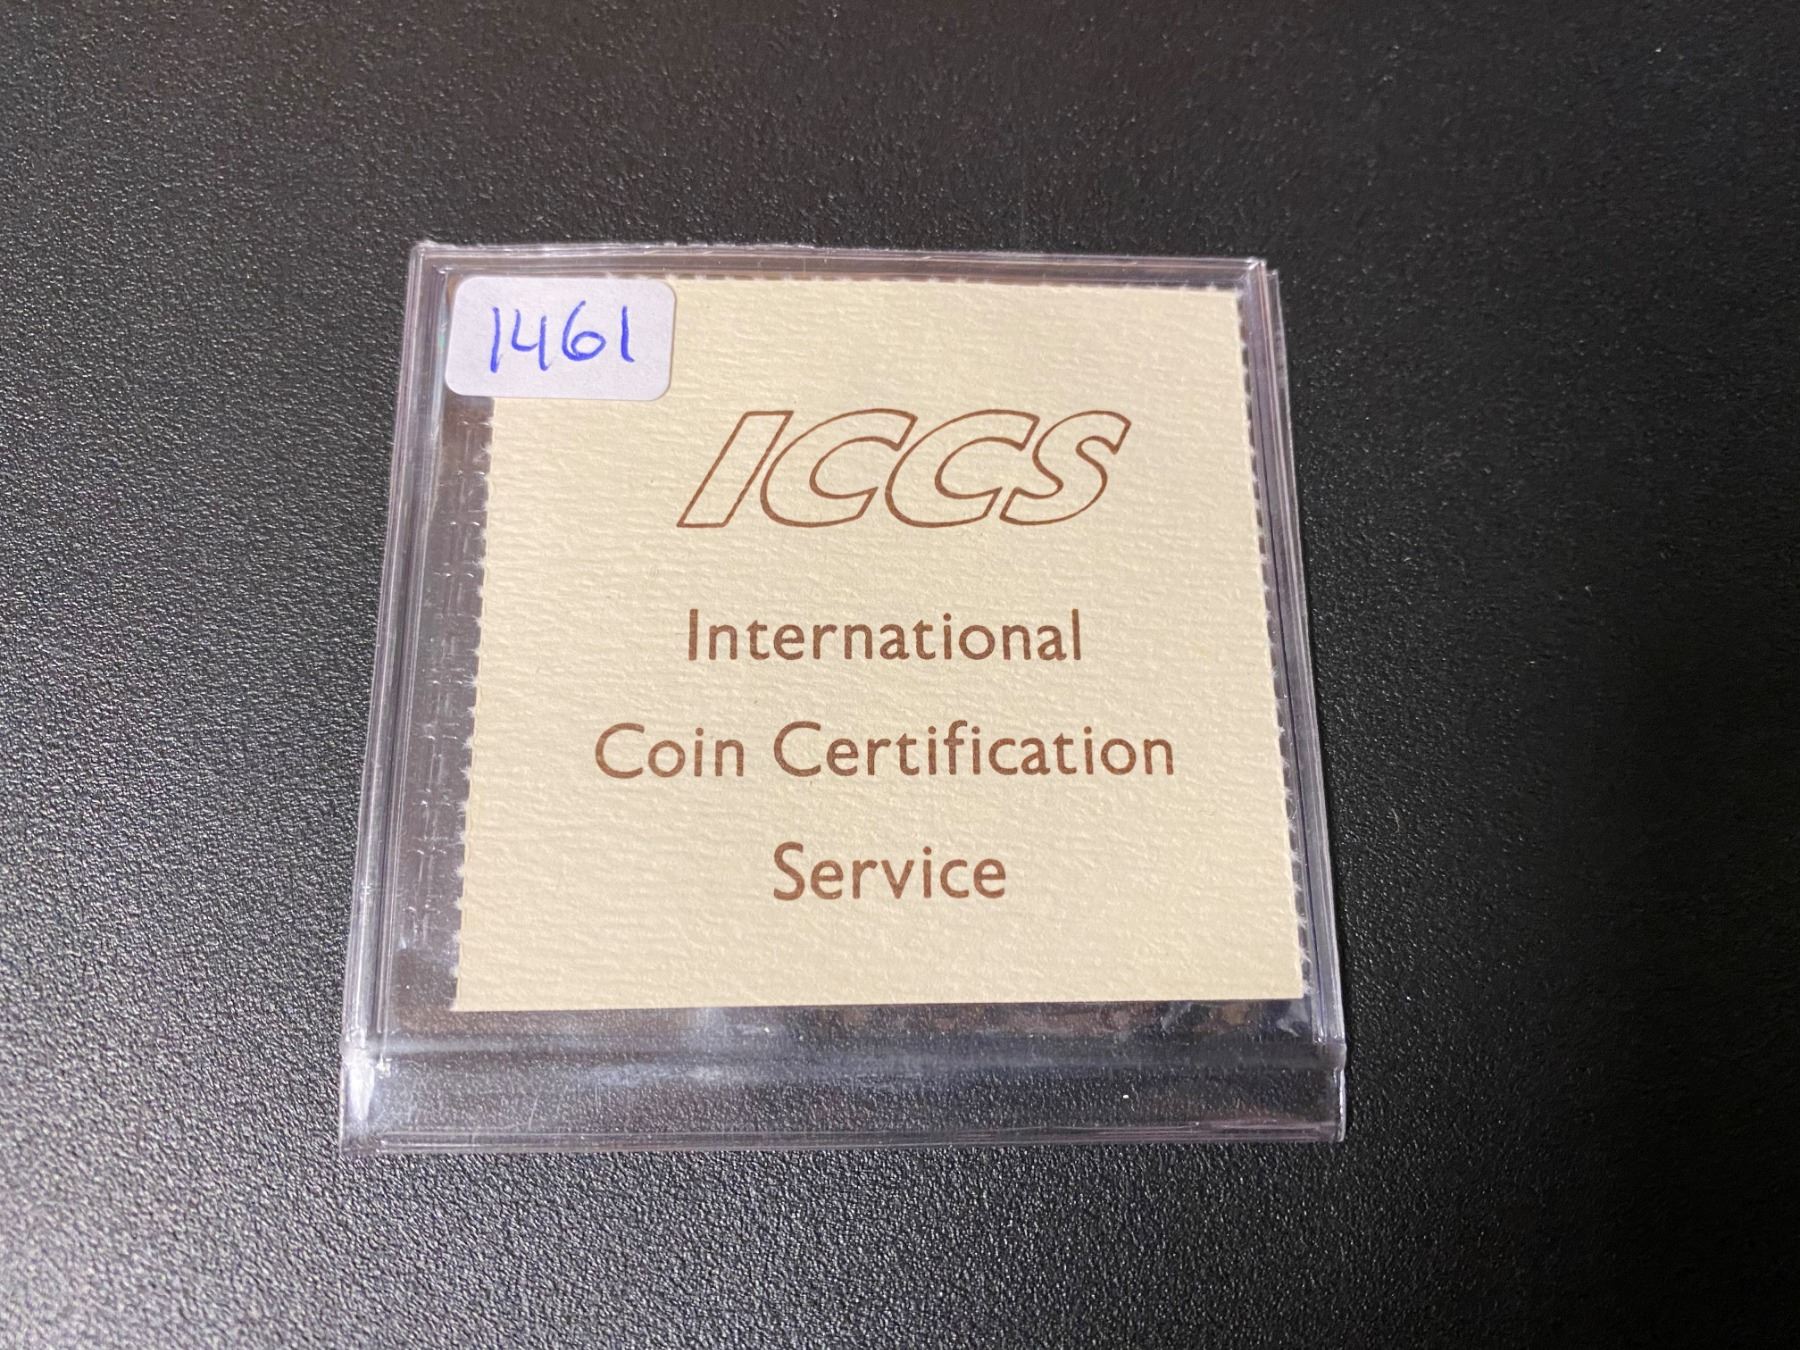 1461
ICCS
International
Coin Certification
Service